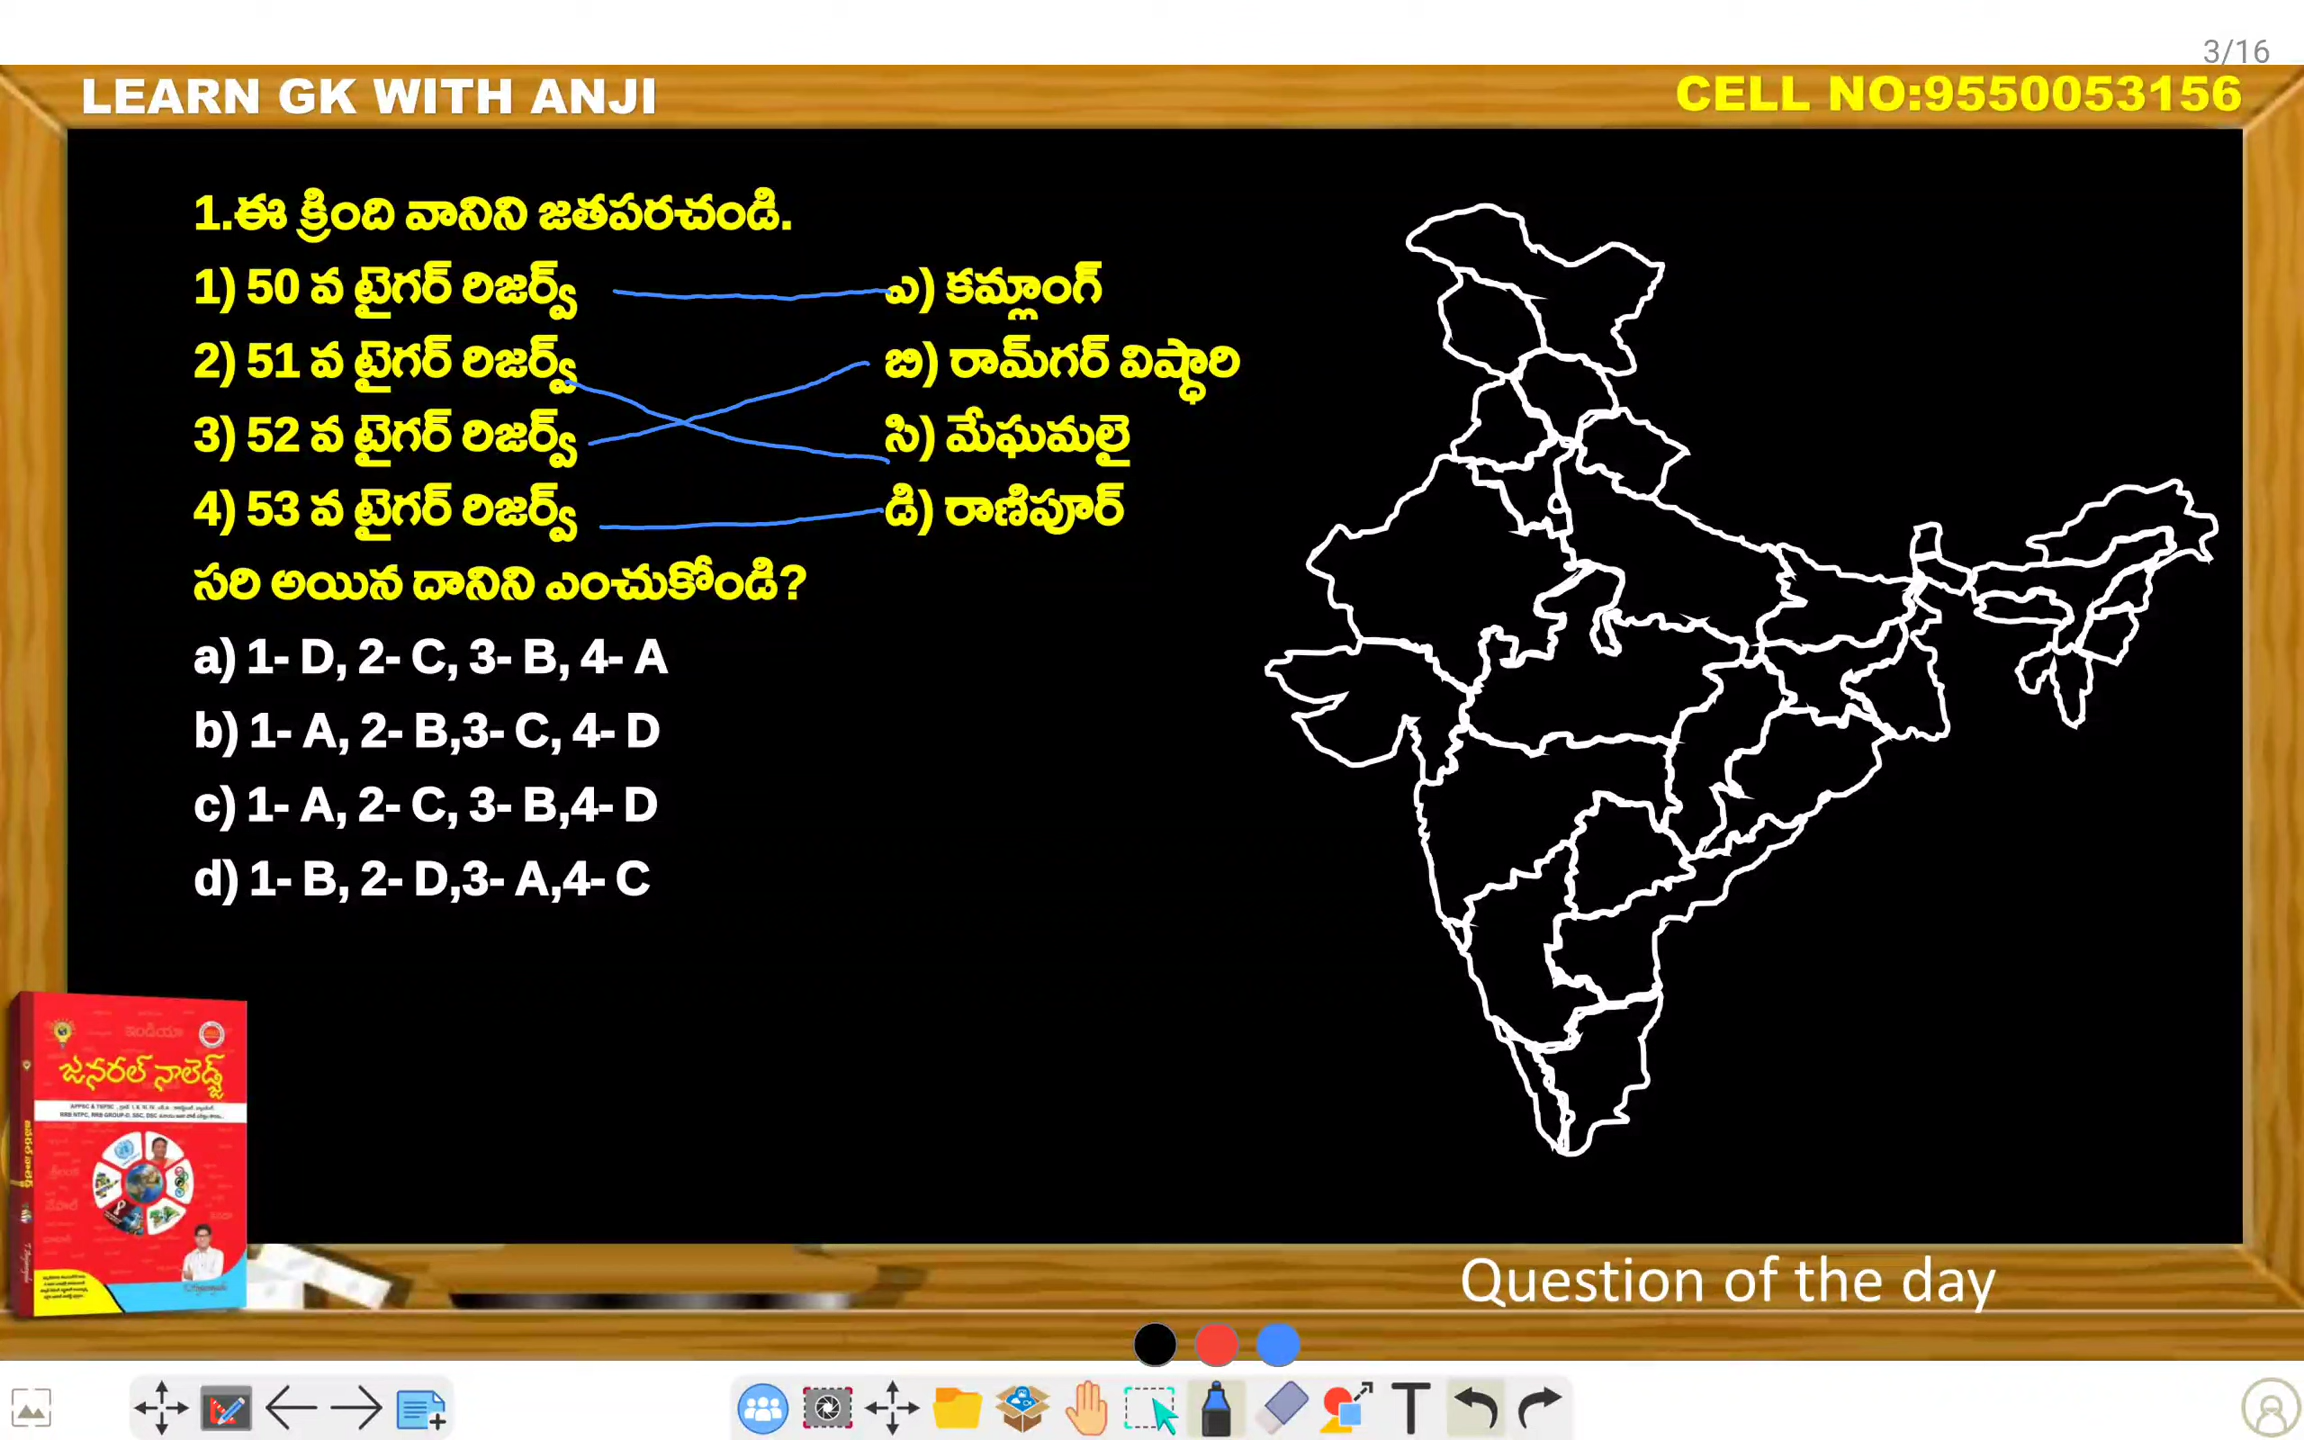 3/16
LEARN GK WITH ANJI
CELL NO:9550053156
1.ఈ క్రింది వానిని జతపరచండి.
1) 50 వ టైగర్ రిజర్వ్ ఎ) కమ్లాంగ్
2) 51 వ టైగర్ రిజర్వ్ బి) రామ్‌గర్ విష్ధారి
3) 52 వ టైగర్ రిజర్వ్ సి) మేఘమలై
4) 53 వ టైగర్ రిజర్వ్ డి) రాణిపూర్
సరి అయిన దానిని ఎంచుకోండి?
a) 1- D, 2- C, 3- B, 4- A
b) 1- A, 2- B,3- C, 4- D
c) 1- A, 2- C, 3- B,4- D
d) 1- B, 2- D,3- A,4- C
ఇండియా
జనరల్ నాలెడ్జ్
Question of the day